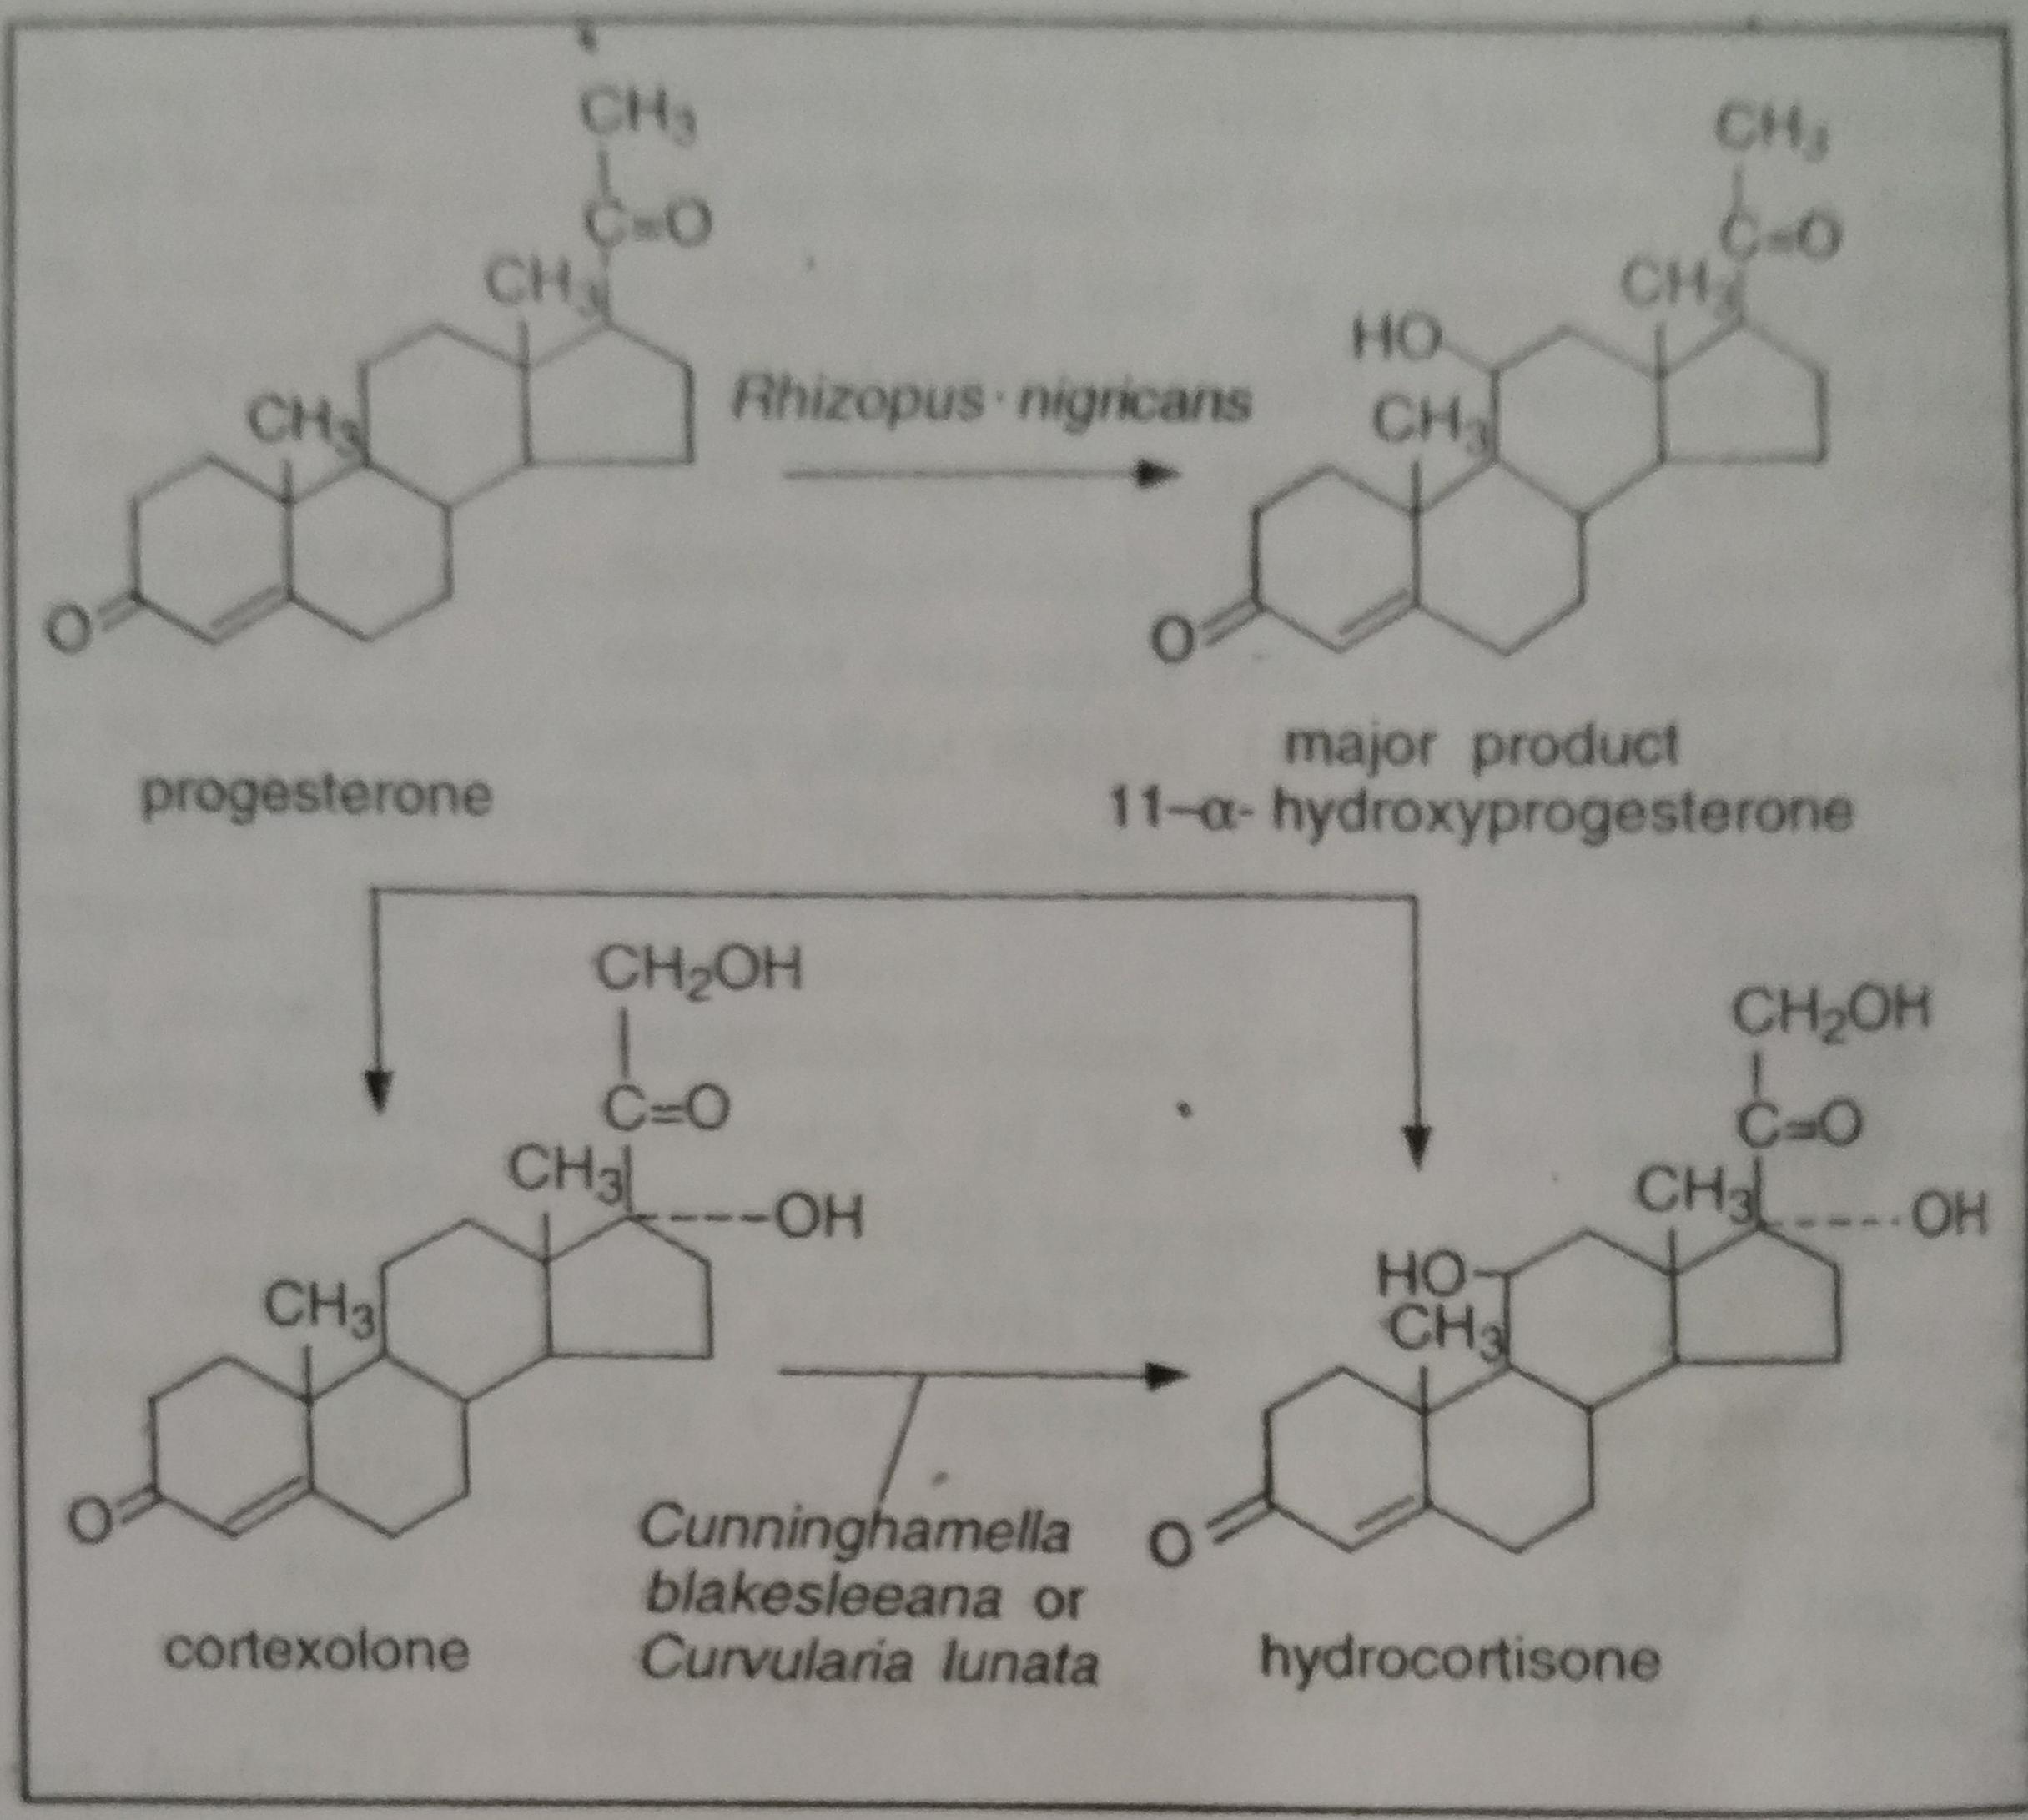 CH3
CH3
C=O
C=O
CH3
CH3
HO
CH3
Rhizopus nigricans
CH3
O
O
major product
progesterone
11–α- hydroxyprogesterone
CH2OH
CH2OH
C=O
C=O
CH3
CH3
OH
OH
HO
CH3
CH3
O
O
Cunninghamella
blakesleeana or
Curvularia lunata
cortexolone
hydrocortisone